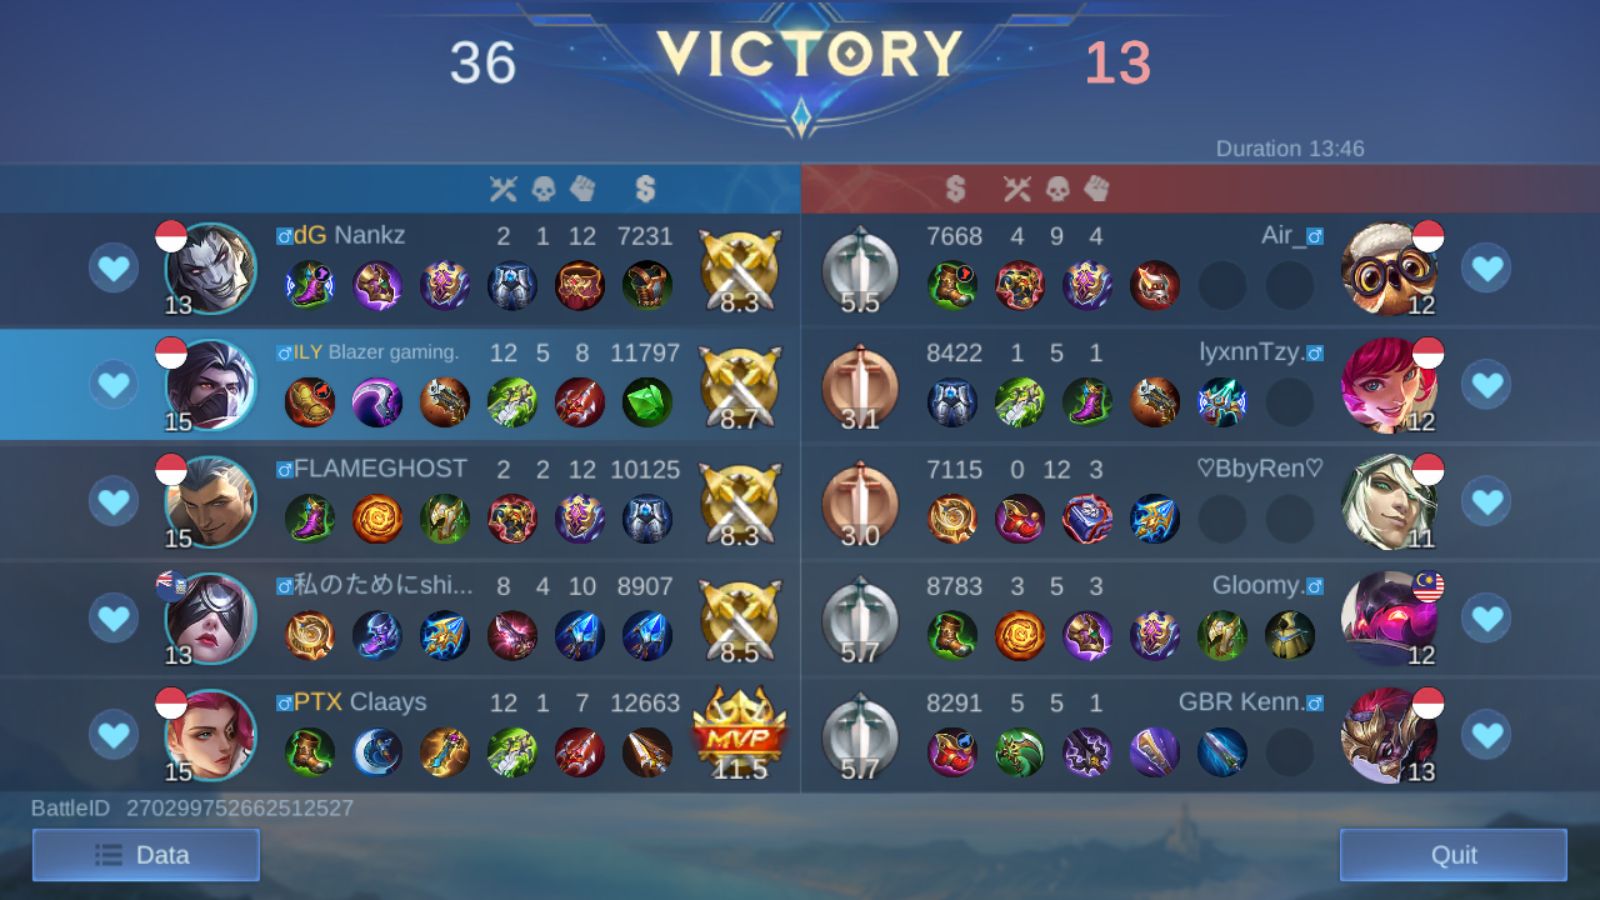 36 VICTORY 13
Duration 13:46
dG Nankz 2 1 12 7231
13 8.3
7668 4 9 4 Air_
5.5 12
ILY Blazer gaming. 12 5 8 11797
15 8.7
8422 1 5 1 lyxnnTzy.
3.1 12
FLAMEGHOST 2 2 12 10125
15 8.3
7115 0 12 3 ♡BbyRen♡
3.0 11
私のためにshi... 8 4 10 8907
13 8.5
8783 3 5 3 Gloomy.
5.7 12
PTX Claays 12 1 7 12663
MVP
15 11.5
8291 5 5 1 GBR Kenn.
5.7 13
BattleID 270299752662512527
Data
Quit